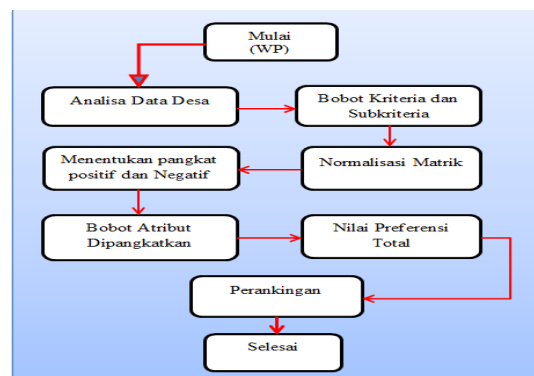 Mulai
(WP)
Analisa Data Desa
Bobot Kriteria dan
Subkriteria
Normalisasi Matrik
Menentukan pangkat
positif dan Negatif
Bobot Atribut
Dipangkatkan
Nilai Preferensi
Total
Perankingan
Selesai